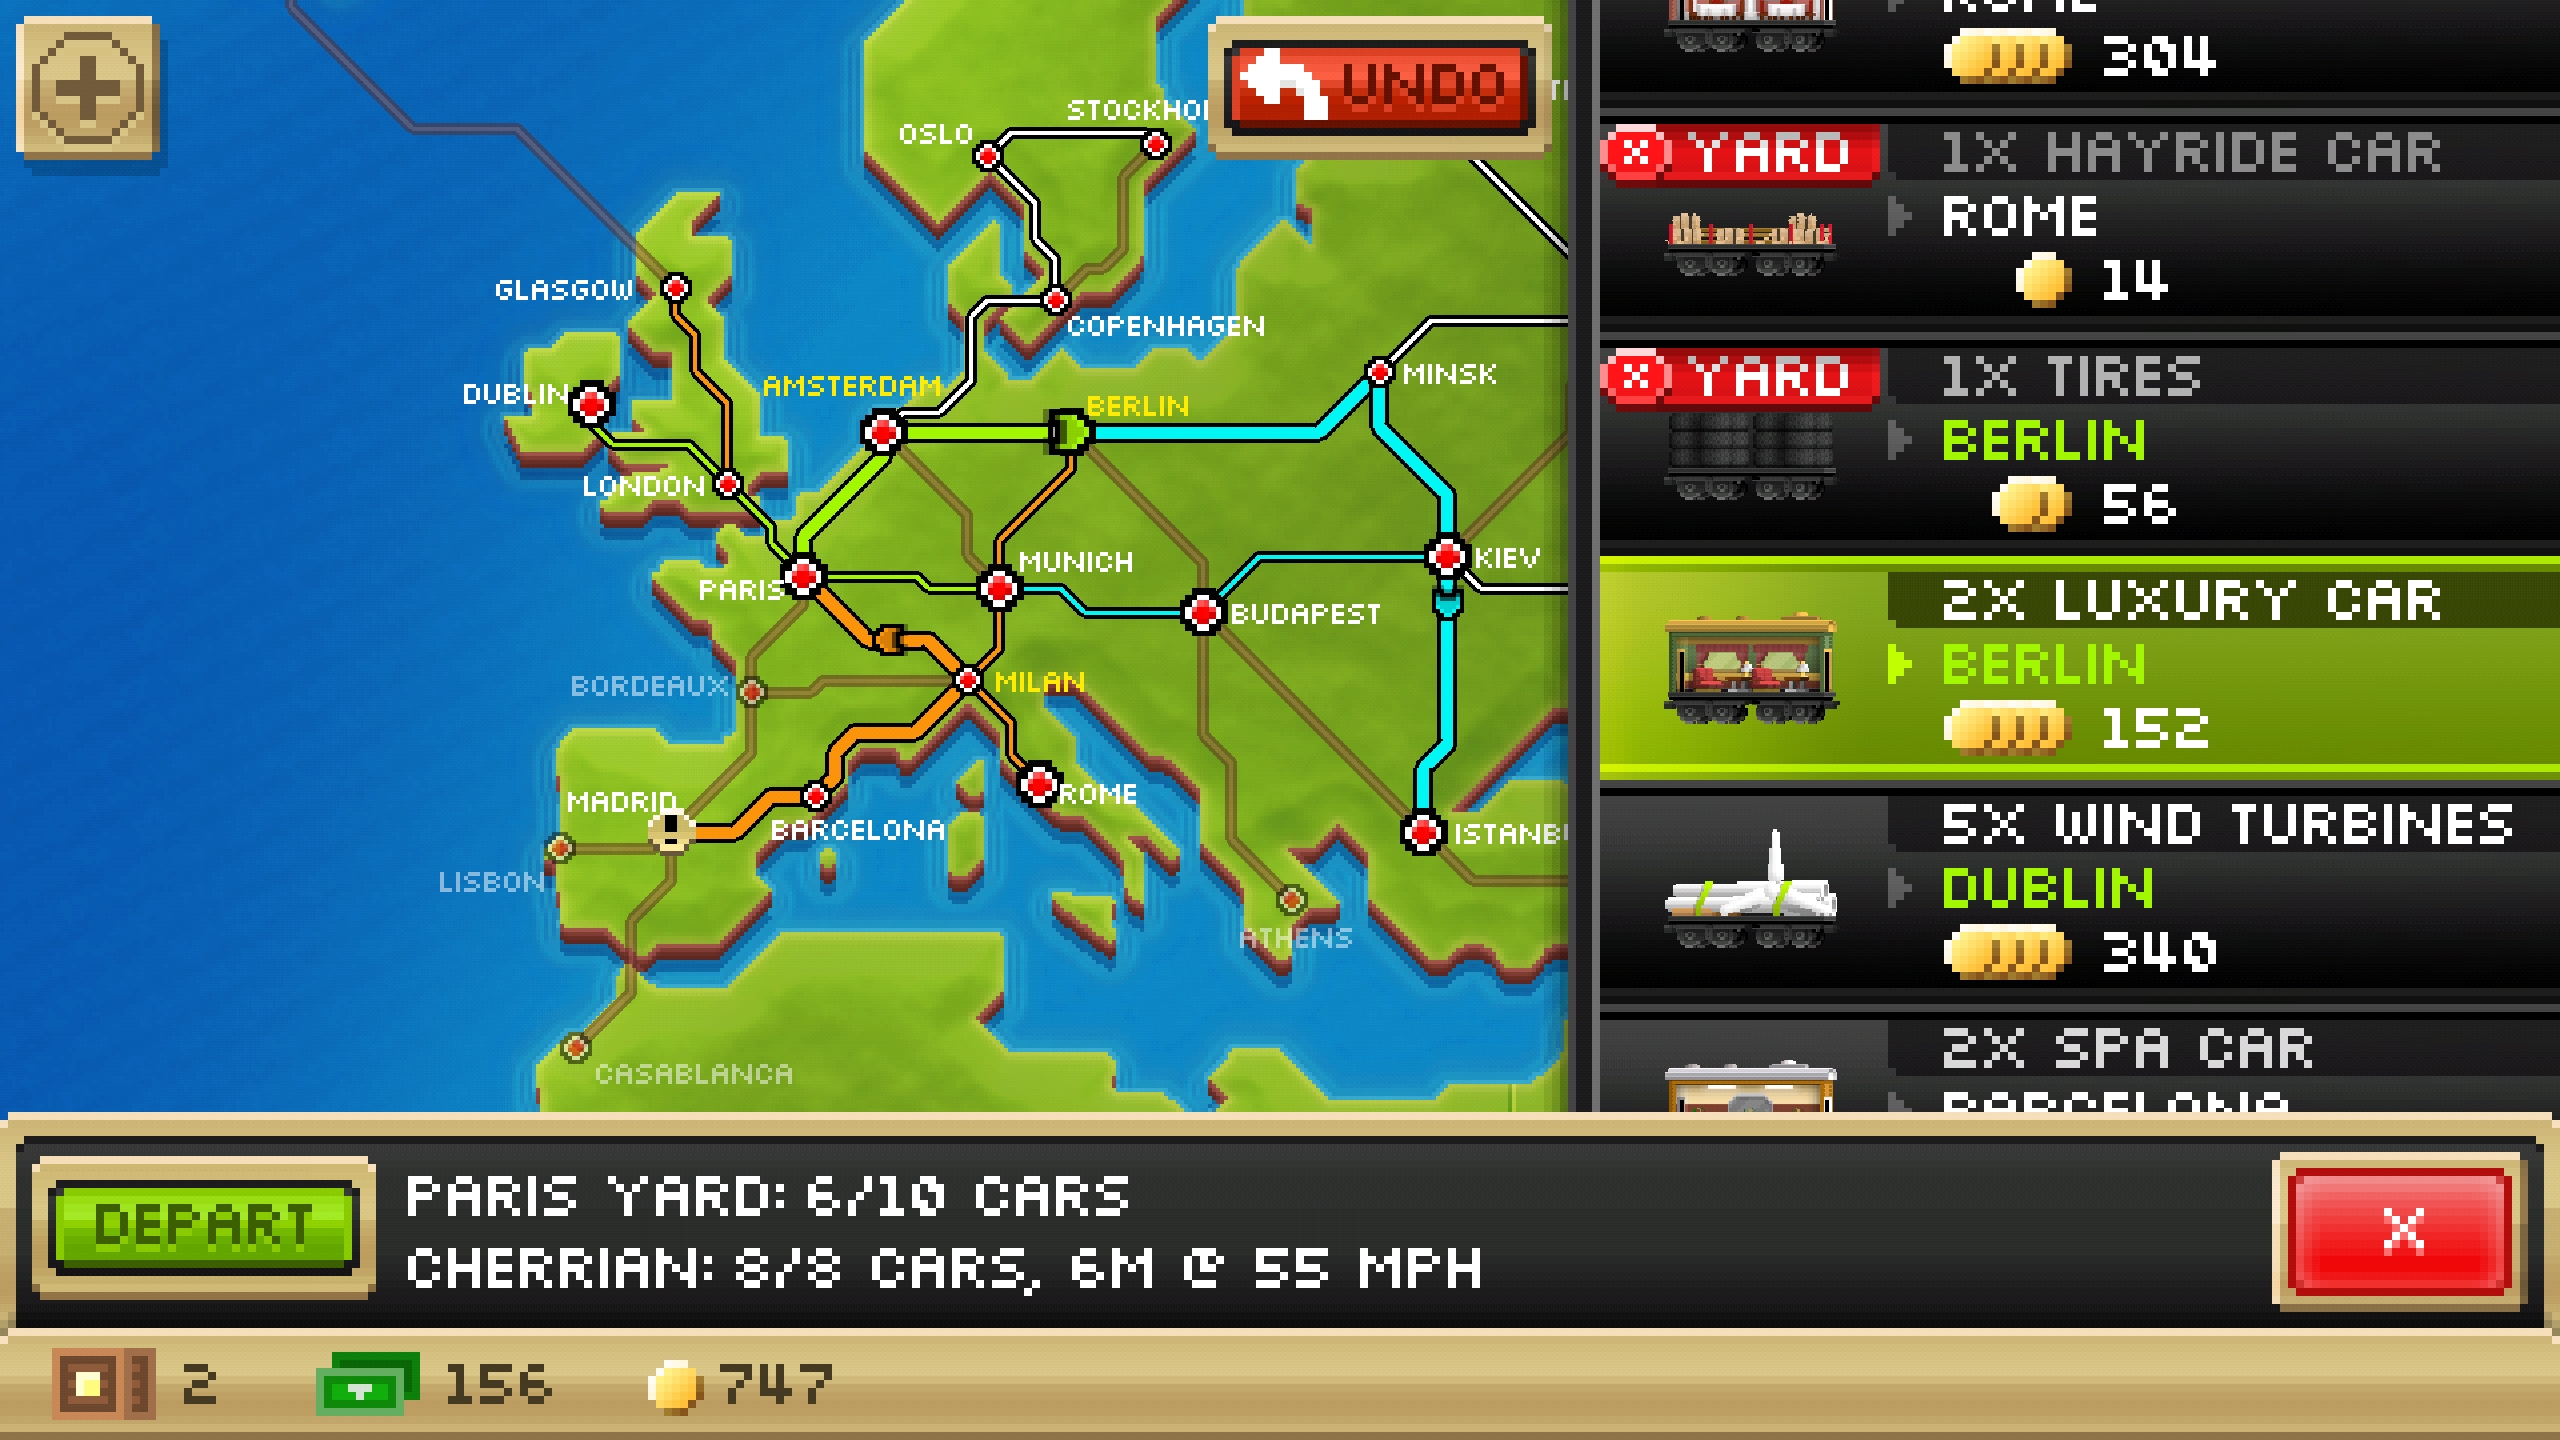 ROME
304
UNDO
STOCKHOL
OSLO
YARD
1X HAYRIDE CAR
ROME
14
GLASGOW
COPENHAGEN
YARD
1X TIRES
MINSK
AMSTERDAM
DUBLIN
BERLIN
BERLIN
LONDON
56
KIEV
MUNICH
PARIS
2X LUXURY CAR
BUDAPEST
BERLIN
MILAN
BORDEAUX
152
ROME
MADRID
5X WIND TURBINES
BARCELONA
ISTANB
DUBLIN
LISBON
ATHENS
340
2X SPA CAR
CASABLANCA
BARCELONA
DEPART
PARIS YARD: 6/10 CARS
CHERRIAN: 8/8 CARS, 6M @ 55 MPH
X
2
156
747